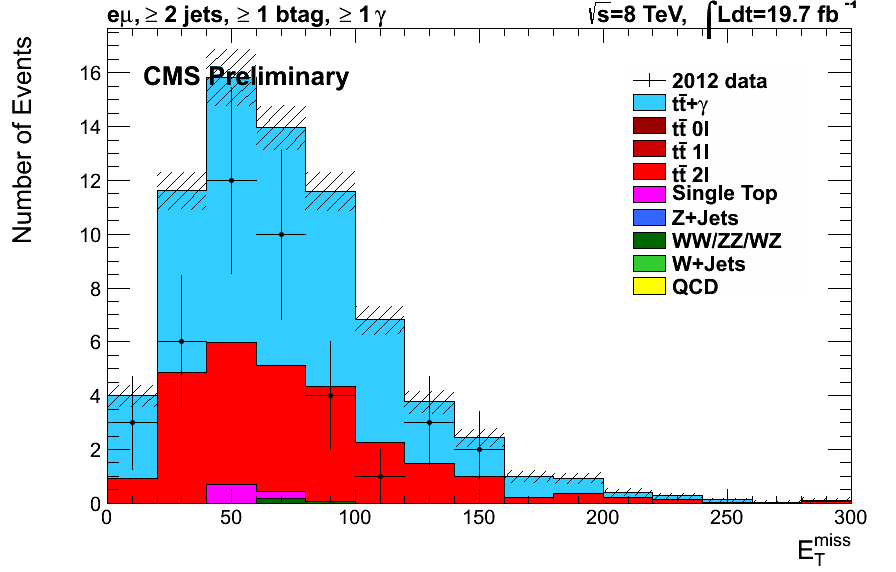 eμ, ≥ 2 jets, ≥ 1 btag, ≥ 1 γ
√s=8 TeV, ∫Ldt=19.7 fb⁻¹
CMS Preliminary
Number of Events
16
14
12
10
8
6
4
2
0
2012 data
tt̄+γ
tt̄ 0l
tt̄ 1l
tt̄ 2l
Single Top
Z+Jets
WW/ZZ/WZ
W+Jets
QCD
0 50 100 150 200 250 300
E_T^miss